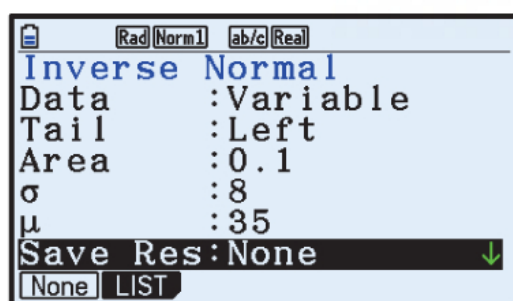 Rad Norm1 ab/c Real
Inverse Normal
Data :Variable
Tail :Left
Area :0.1
σ :8
μ :35
Save Res:None ↓
None LIST